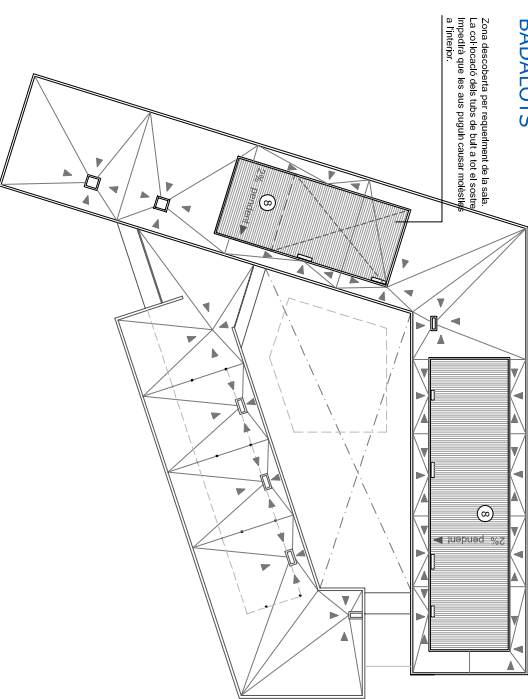 BADALOTS
Zona descoberta per requeriment de la sala.
La col·locació dels tubs de buit a tot el sostre
impedirà que les aus puguin causar molèsties
a l'interior.
8
2% pendent
8
2% pendent